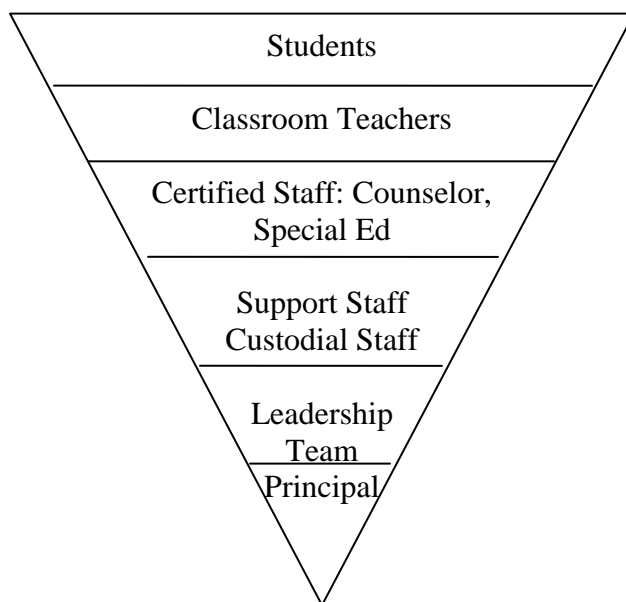 Students
Classroom Teachers
Certified Staff: Counselor,
Special Ed
Support Staff
Custodial Staff
Leadership
Team
Principal